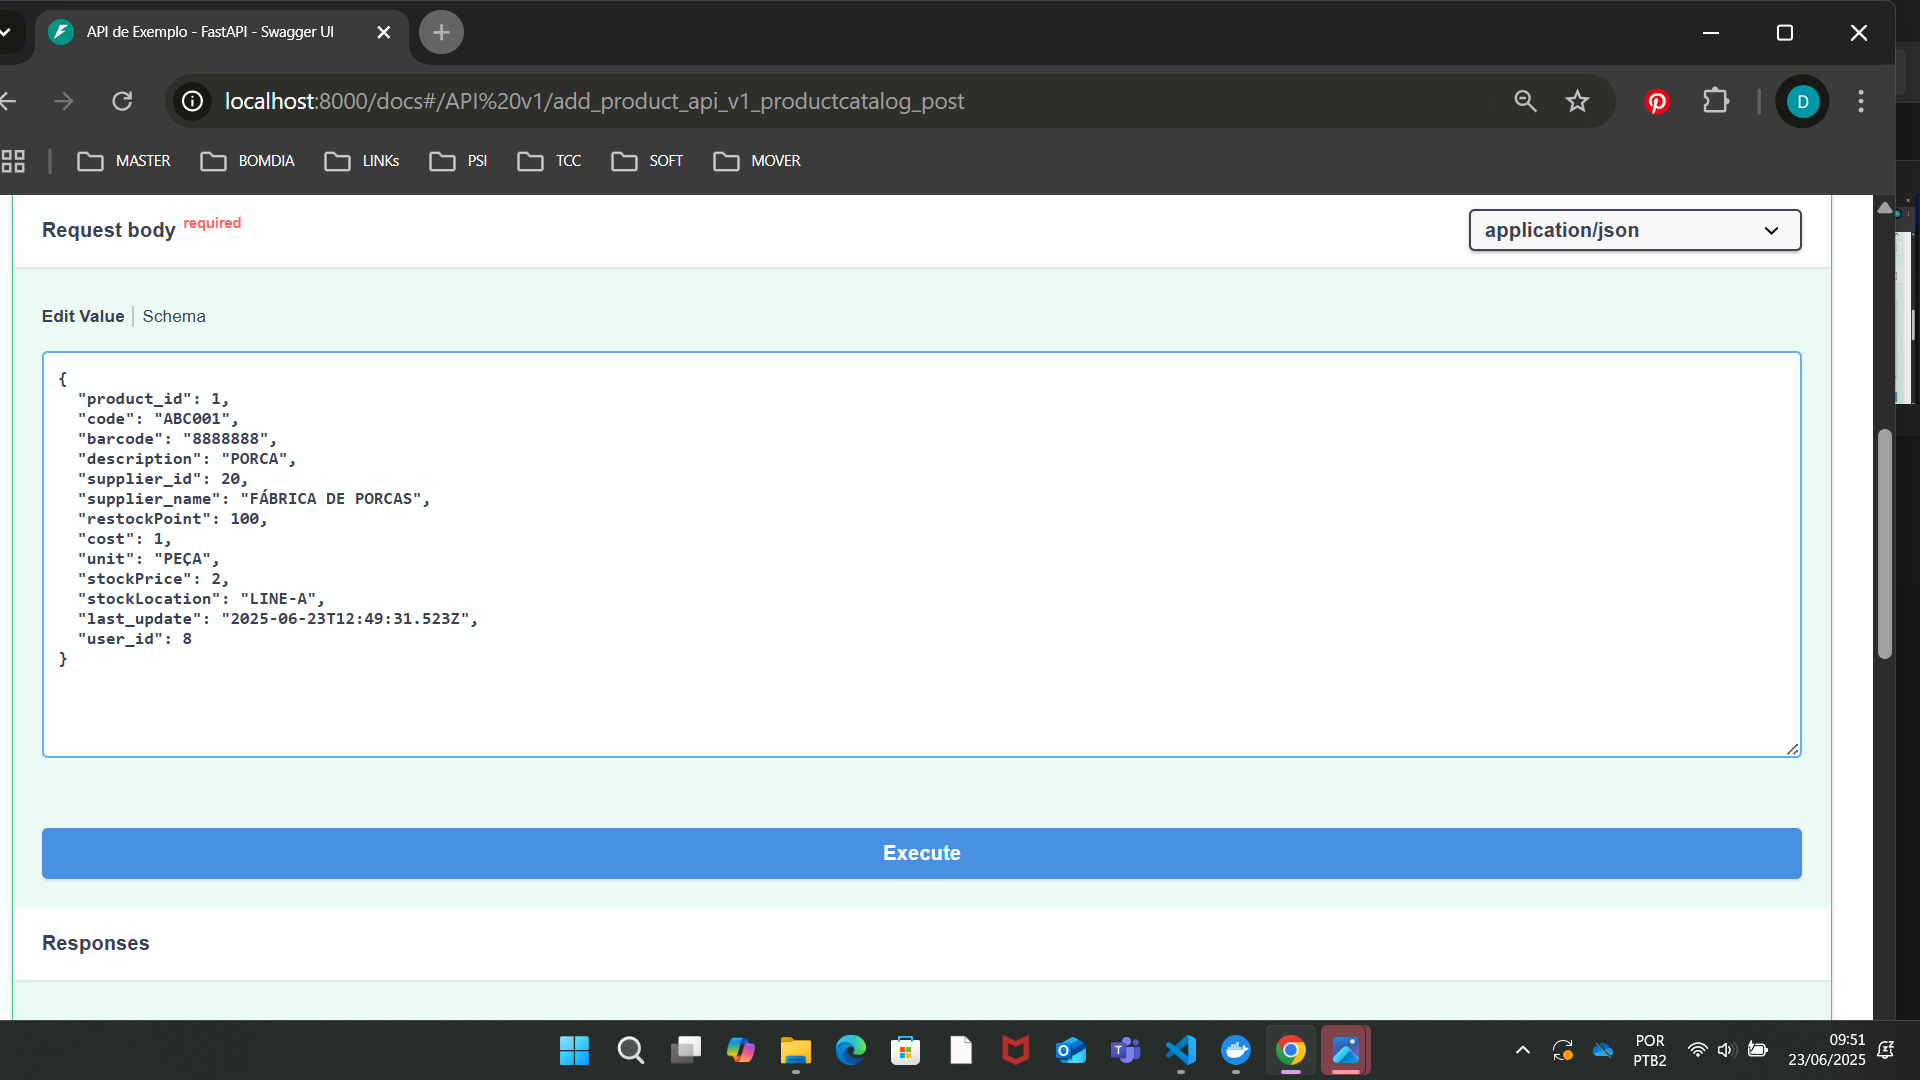 API de Exemplo - FastAPI - Swagger UI
localhost:8000/docs#/API%20v1/add_product_api_v1_productcatalog_post
D
MASTER
BOMDIA
LINKs
PSI
TCC
SOFT
MOVER
Request body required
application/json
Edit Value | Schema
{
  "product_id": 1,
  "code": "ABC001",
  "barcode": "8888888",
  "description": "PORCA",
  "supplier_id": 20,
  "supplier_name": "FÁBRICA DE PORCAS",
  "restockPoint": 100,
  "cost": 1,
  "unit": "PEÇA",
  "stockPrice": 2,
  "stockLocation": "LINE-A",
  "last_update": "2025-06-23T12:49:31.523Z",
  "user_id": 8
}
Execute
Responses
POR
PTB2
09:51
23/06/2025